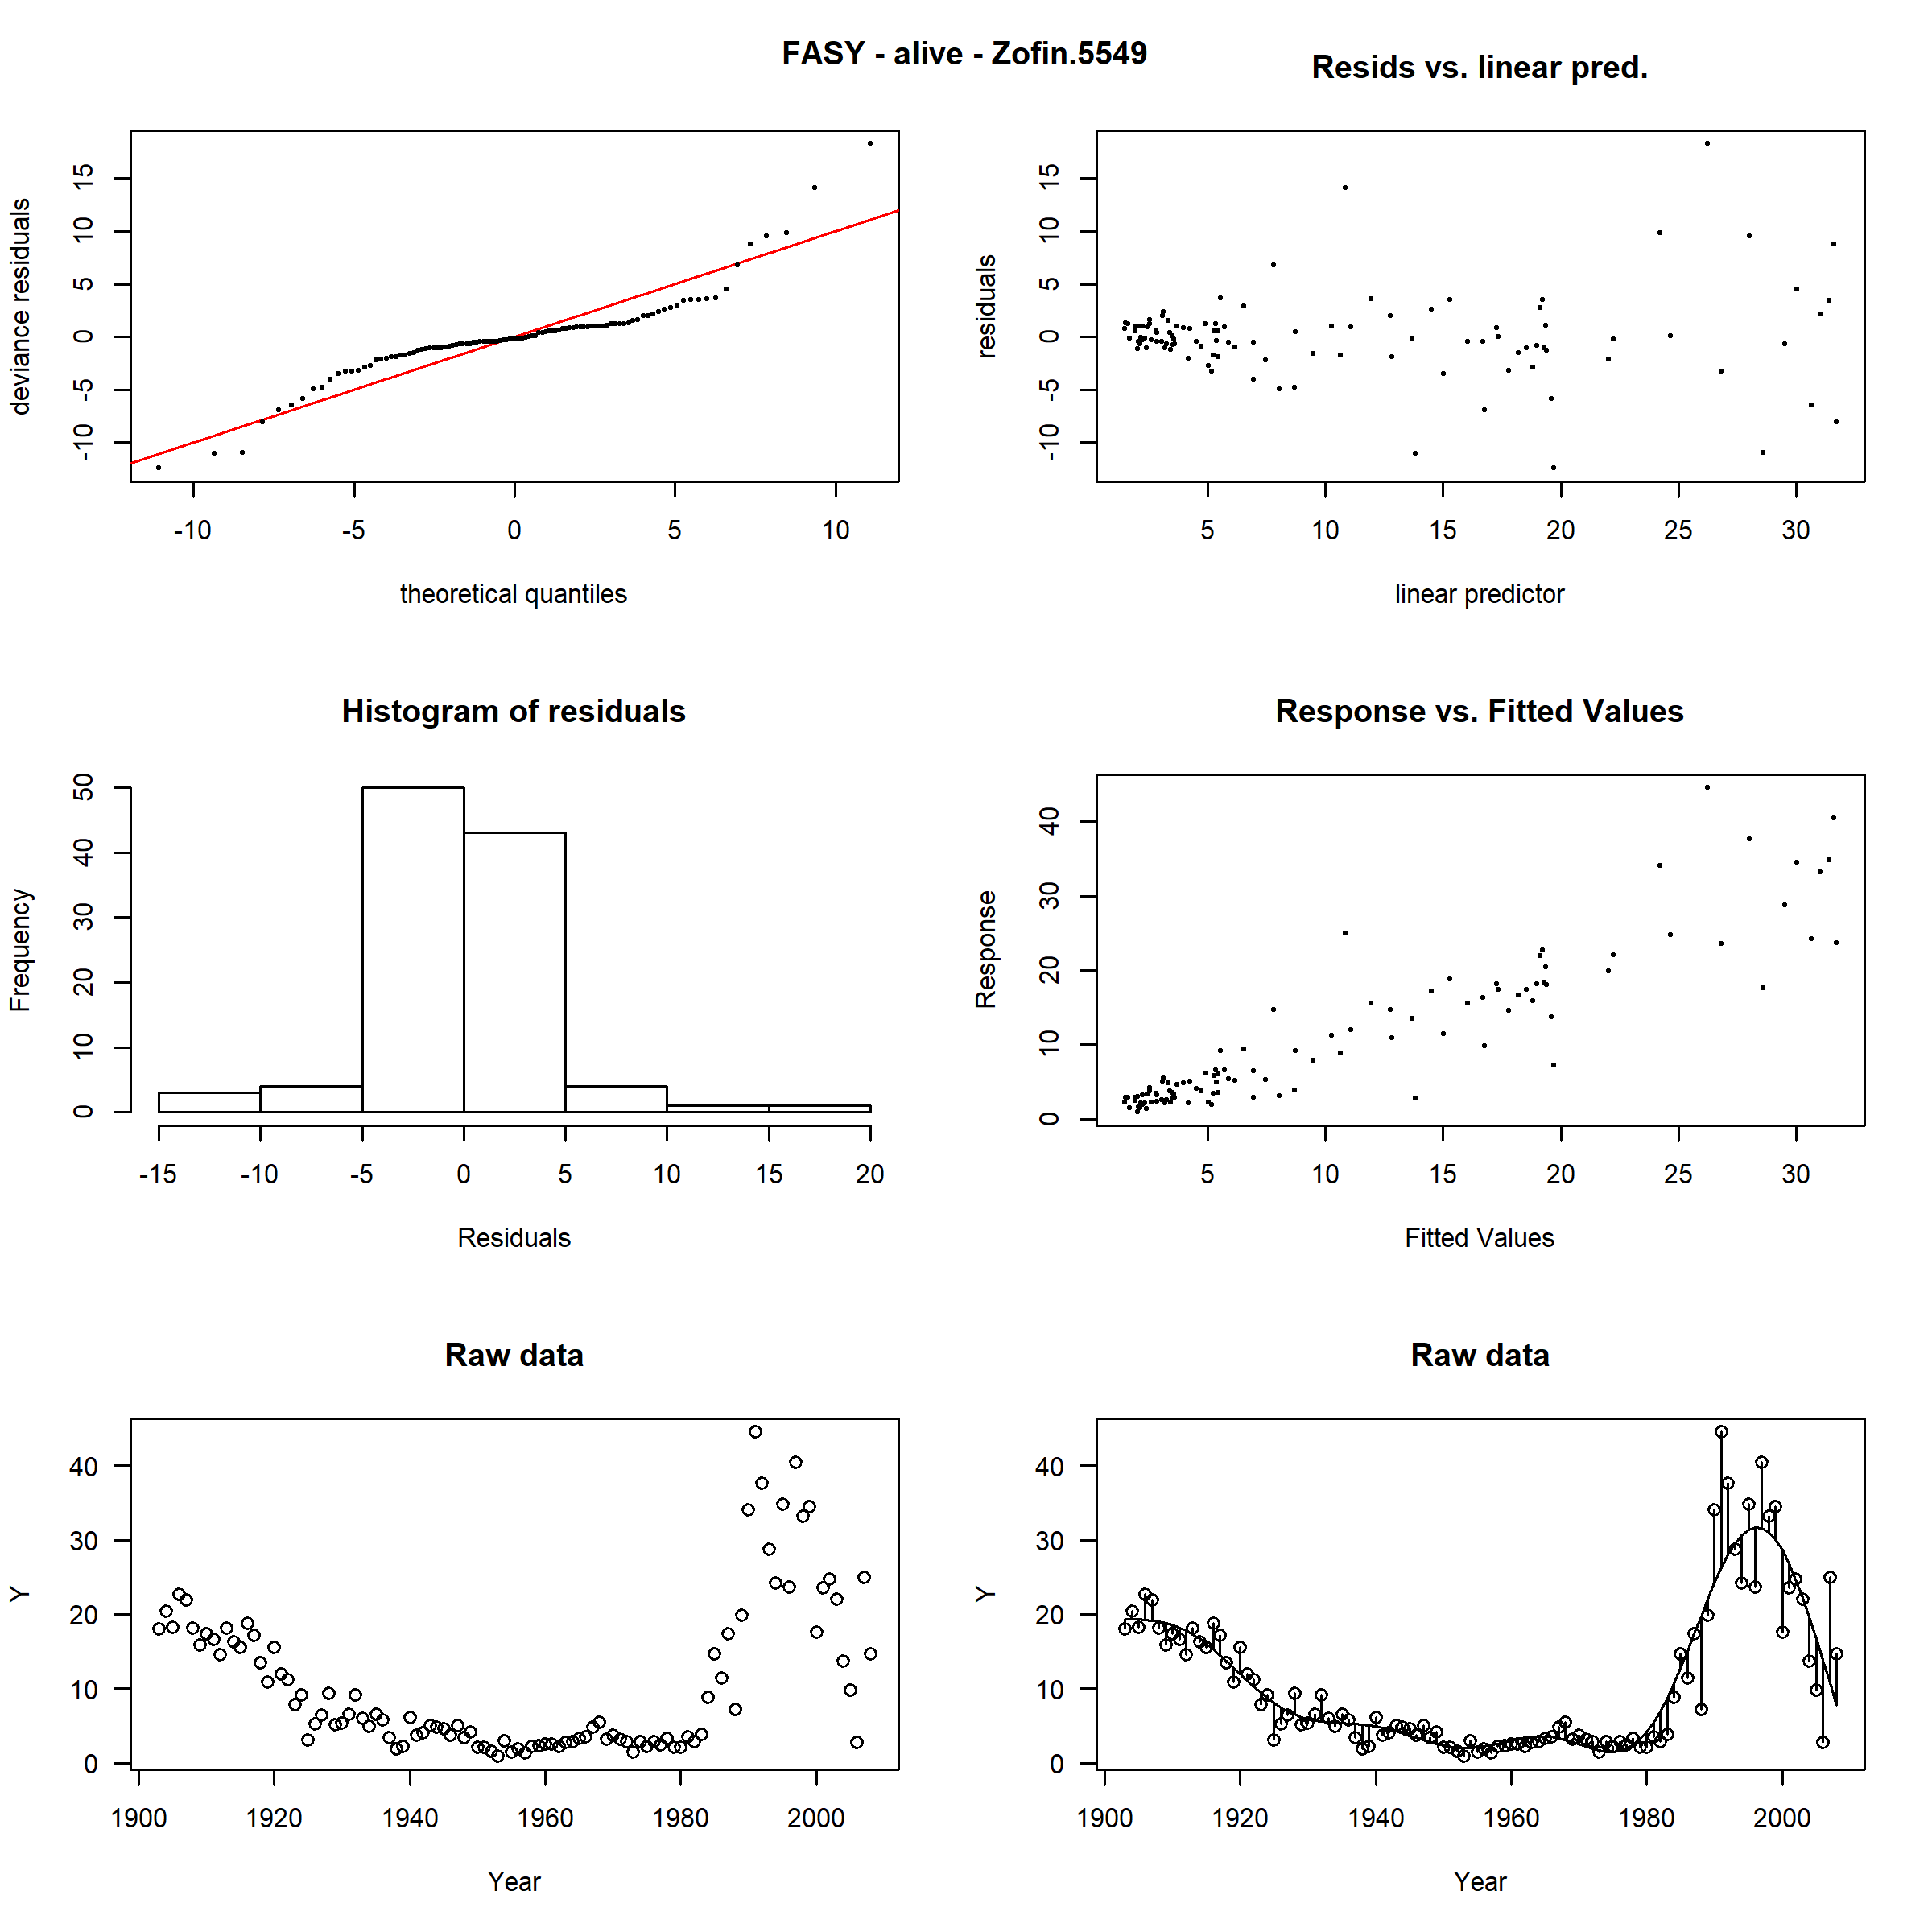 FASY - alive - Zofin.5549
Resids vs. linear pred.
deviance residuals
-10 -5 0 5 10 15
-10 -5 0 5 10
theoretical quantiles
residuals
-10 -5 0 5 10 15
5 10 15 20 25 30
linear predictor
Histogram of residuals
Frequency
0 10 20 30 40 50
-15 -10 -5 0 5 10 15 20
Residuals
Response vs. Fitted Values
Response
0 10 20 30 40
5 10 15 20 25 30
Fitted Values
Raw data
Y
40
30
20
10
0
1900 1920 1940 1960 1980 2000
Year
Raw data
Y
40
30
20
10
0
1900 1920 1940 1960 1980 2000
Year